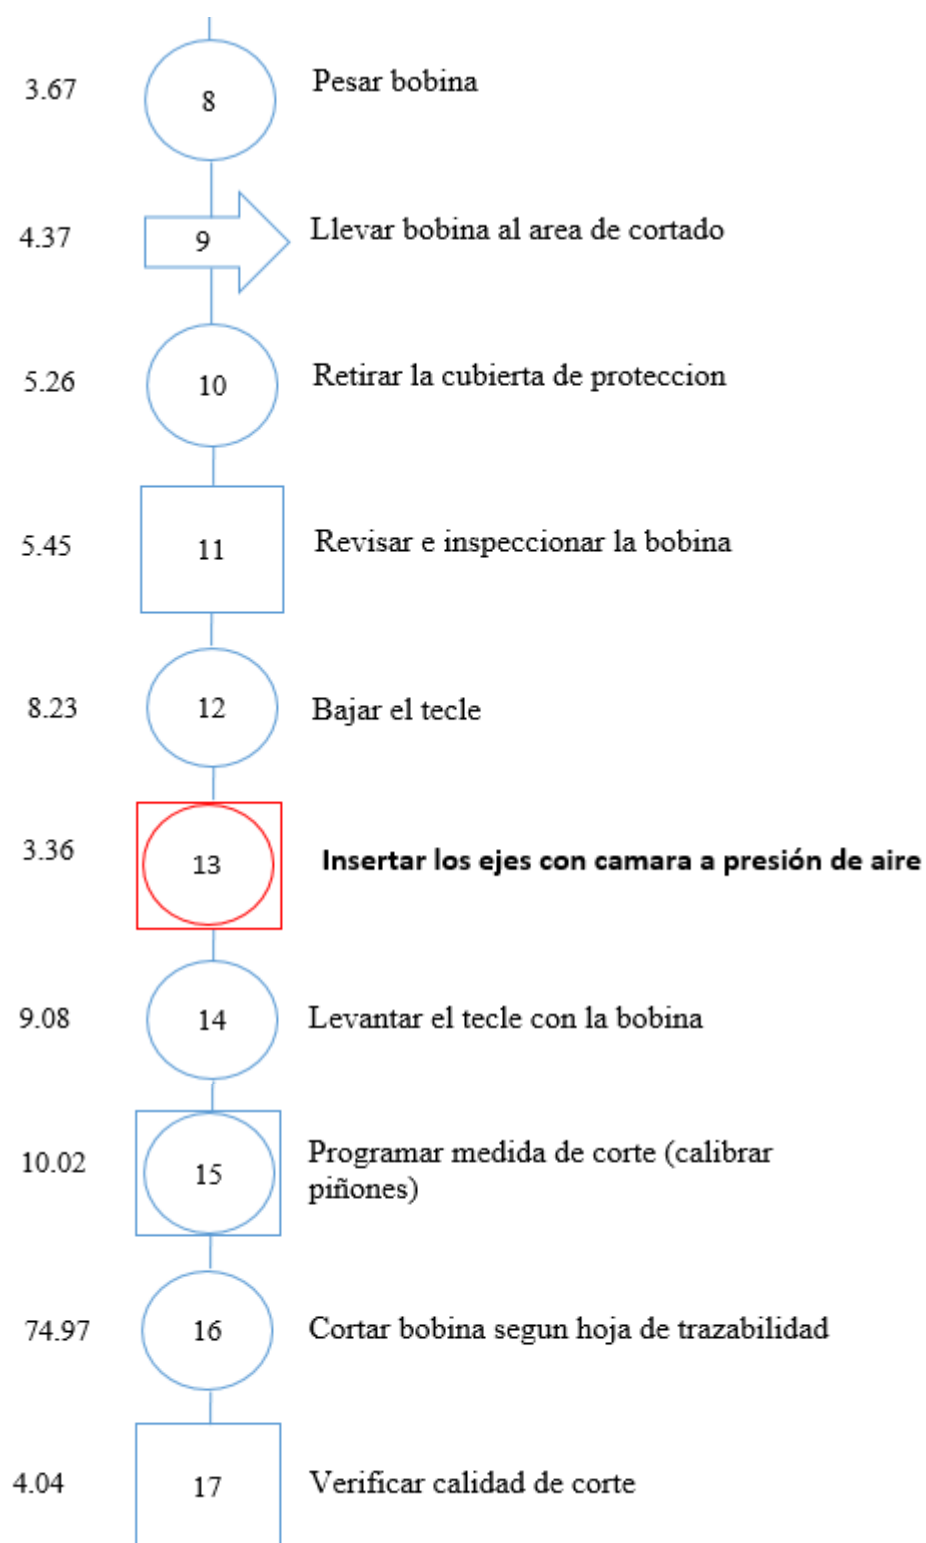 3.67 8 Pesar bobina
4.37 9 Llevar bobina al area de cortado
5.26 10 Retirar la cubierta de proteccion
5.45 11 Revisar e inspeccionar la bobina
8.23 12 Bajar el tecle
3.36 13 Insertar los ejes con camara a presión de aire
9.08 14 Levantar el tecle con la bobina
10.02 15 Programar medida de corte (calibrar
piñones)
74.97 16 Cortar bobina segun hoja de trazabilidad
4.04 17 Verificar calidad de corte